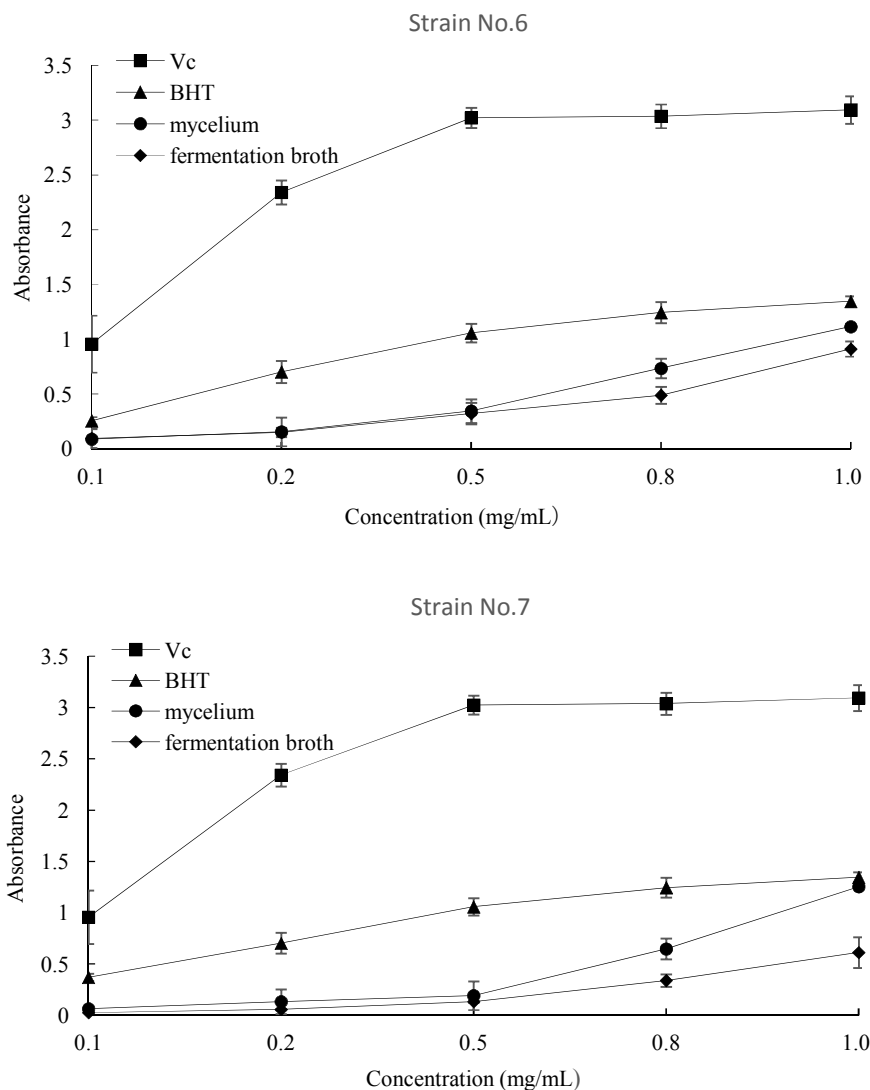 Strain No.6
Vc
BHT
mycelium
fermentation broth
3.5
3
2.5
2
1.5
1
0.5
0
Absorbance
0.1 0.2 0.5 0.8 1.0
Concentration (mg/mL)
Strain No.7
Vc
BHT
mycelium
fermentation broth
3.5
3
2.5
2
1.5
1
0.5
0
Absorbance
0.1 0.2 0.5 0.8 1.0
Concentration (mg/mL)